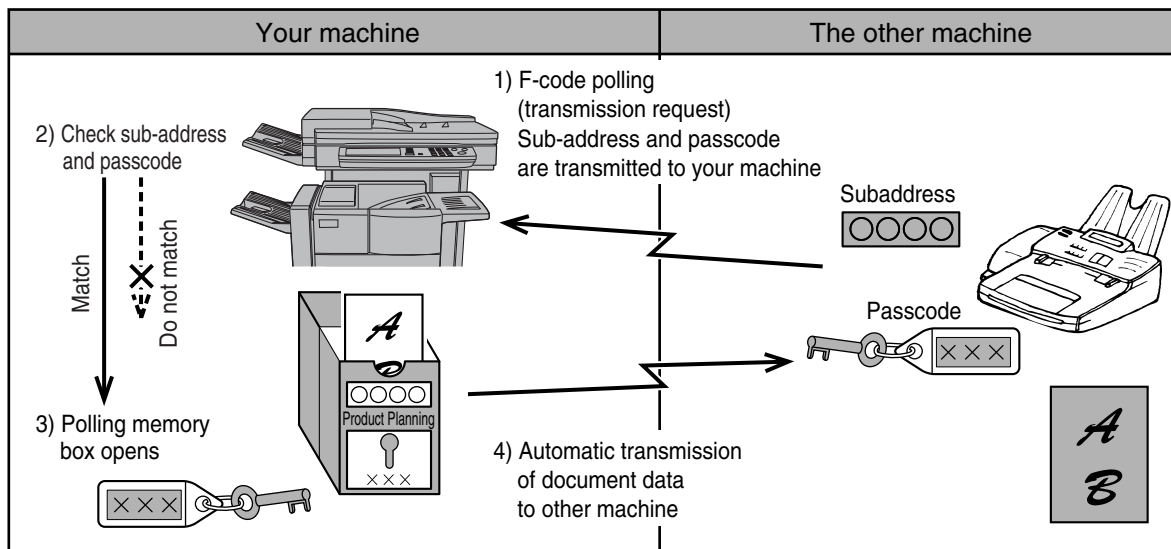 Your machine
The other machine
1) F-code polling
(transmission request)
Sub-address and passcode
are transmitted to your machine
2) Check sub-address
and passcode
Match
Do not match
Subaddress
Passcode
A
B
Product Planning
×××
3) Polling memory
box opens
×××
4) Automatic transmission
of document data
to other machine
×××
A
B